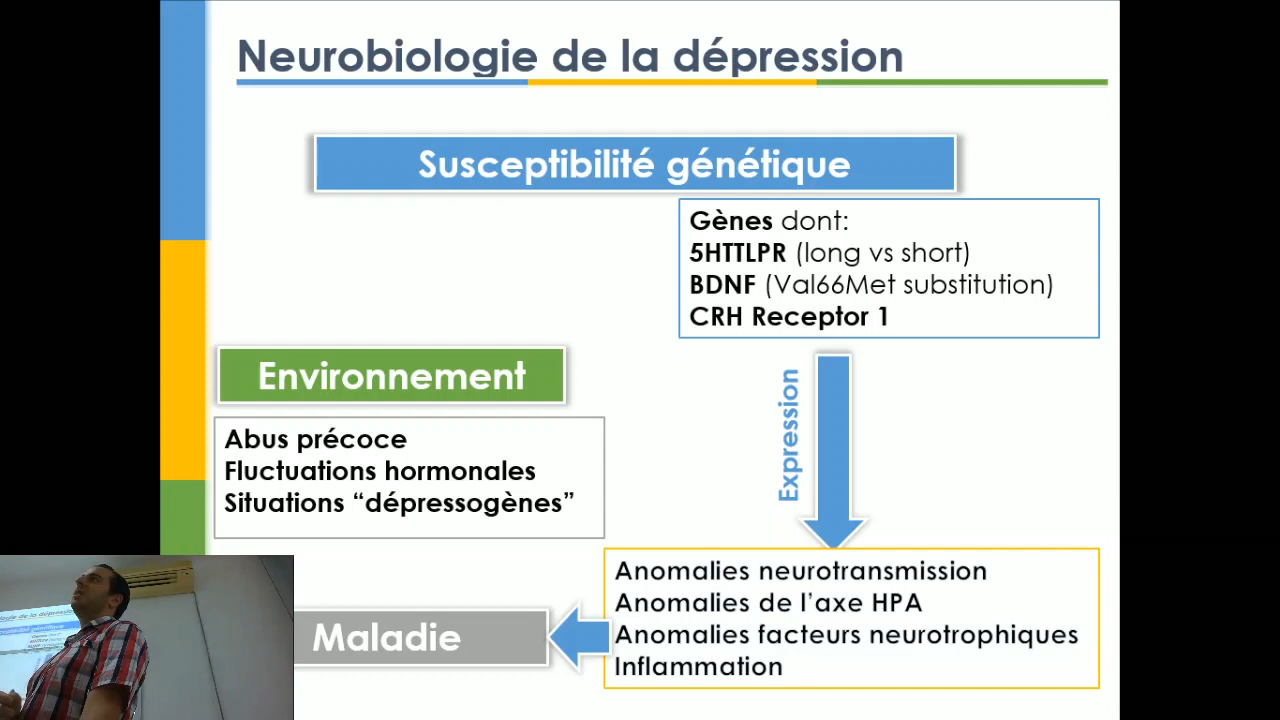 Neurobiologie de la dépression
Susceptibilité génétique
Gènes dont:
5HTTLPR (long vs short)
BDNF (Val66Met substitution)
CRH Receptor 1
Environnement
Abus précoce
Fluctuations hormonales
Situations “dépressogènes”
Expression
Anomalies neurotransmission
Anomalies de l’axe HPA
Anomalies facteurs neurotrophiques
Inflammation
Maladie